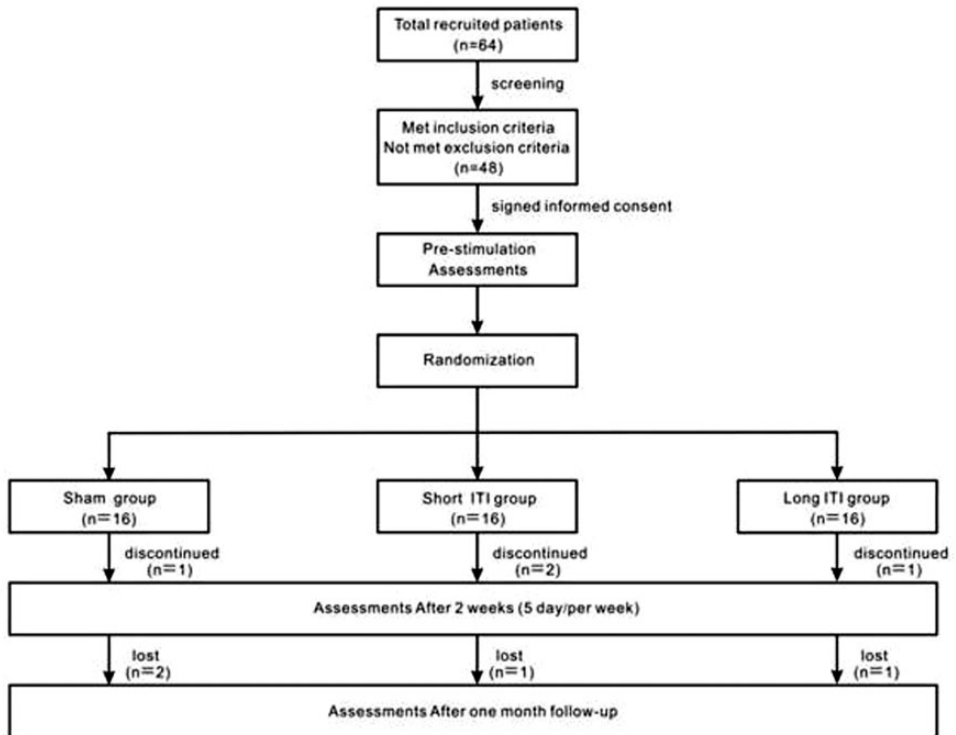 Total recruited patients
(n=64)
screening
Met inclusion criteria
Not met exclusion criteria
(n=48)
signed informed consent
Pre-stimulation
Assessments
Randomization
Sham group
(n=16)
Short ITI group
(n=16)
Long ITI group
(n=16)
discontinued
(n=1)
discontinued
(n=2)
discontinued
(n=1)
Assessments After 2 weeks (5 day/per week)
lost
(n=2)
lost
(n=1)
lost
(n=1)
Assessments After one month follow-up